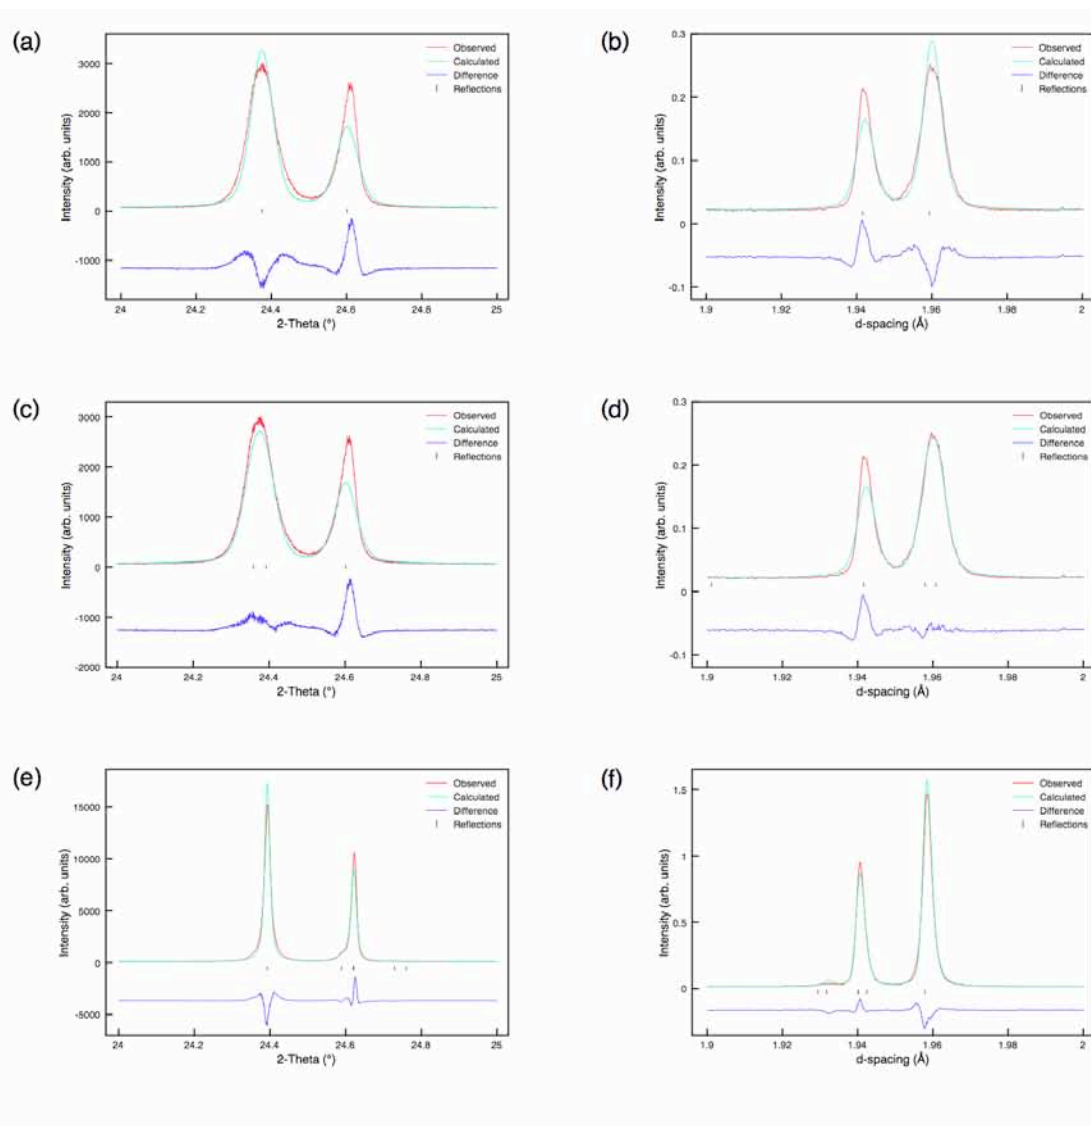 (a)
Observed
Calculated
Difference
Reflections
Intensity (arb. units)
3000
2000
1000
0
-1000
24
24.2
24.4
24.6
24.8
25
2-Theta (°)
(b)
Observed
Calculated
Difference
Reflections
Intensity (arb. units)
0.3
0.2
0.1
0
-0.1
1.9
1.92
1.94
1.96
1.98
2
d-spacing (Å)
(c)
Observed
Calculated
Difference
Reflections
Intensity (arb. units)
3000
2000
1000
0
-1000
-2000
24
24.2
24.4
24.6
24.8
25
2-Theta (°)
(d)
Observed
Calculated
Difference
Reflections
Intensity (arb. units)
0.3
0.2
0.1
0
-0.1
1.9
1.92
1.94
1.96
1.98
2
d-spacing (Å)
(e)
Observed
Calculated
Difference
Reflections
Intensity (arb. units)
15000
10000
5000
0
-5000
24
24.2
24.4
24.6
24.8
25
2-Theta (°)
(f)
Observed
Calculated
Difference
Reflections
Intensity (arb. units)
1.5
1
0.5
0
1.9
1.92
1.94
1.96
1.98
2
d-spacing (Å)